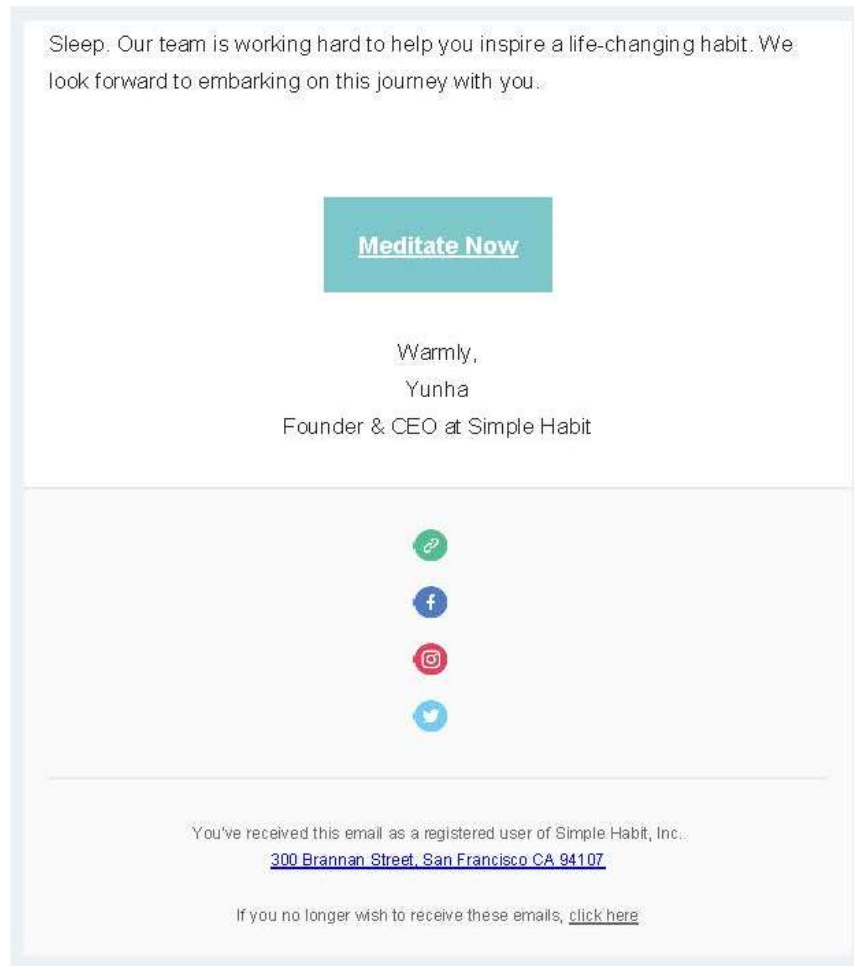 Sleep. Our team is working hard to help you inspire a life-changing habit. We
look forward to embarking on this journey with you.
Meditate Now
Warmly,
Yunha
Founder & CEO at Simple Habit
You've received this email as a registered user of Simple Habit, Inc..
300 Brannan Street, San Francisco CA 94107
If you no longer wish to receive these emails, click here